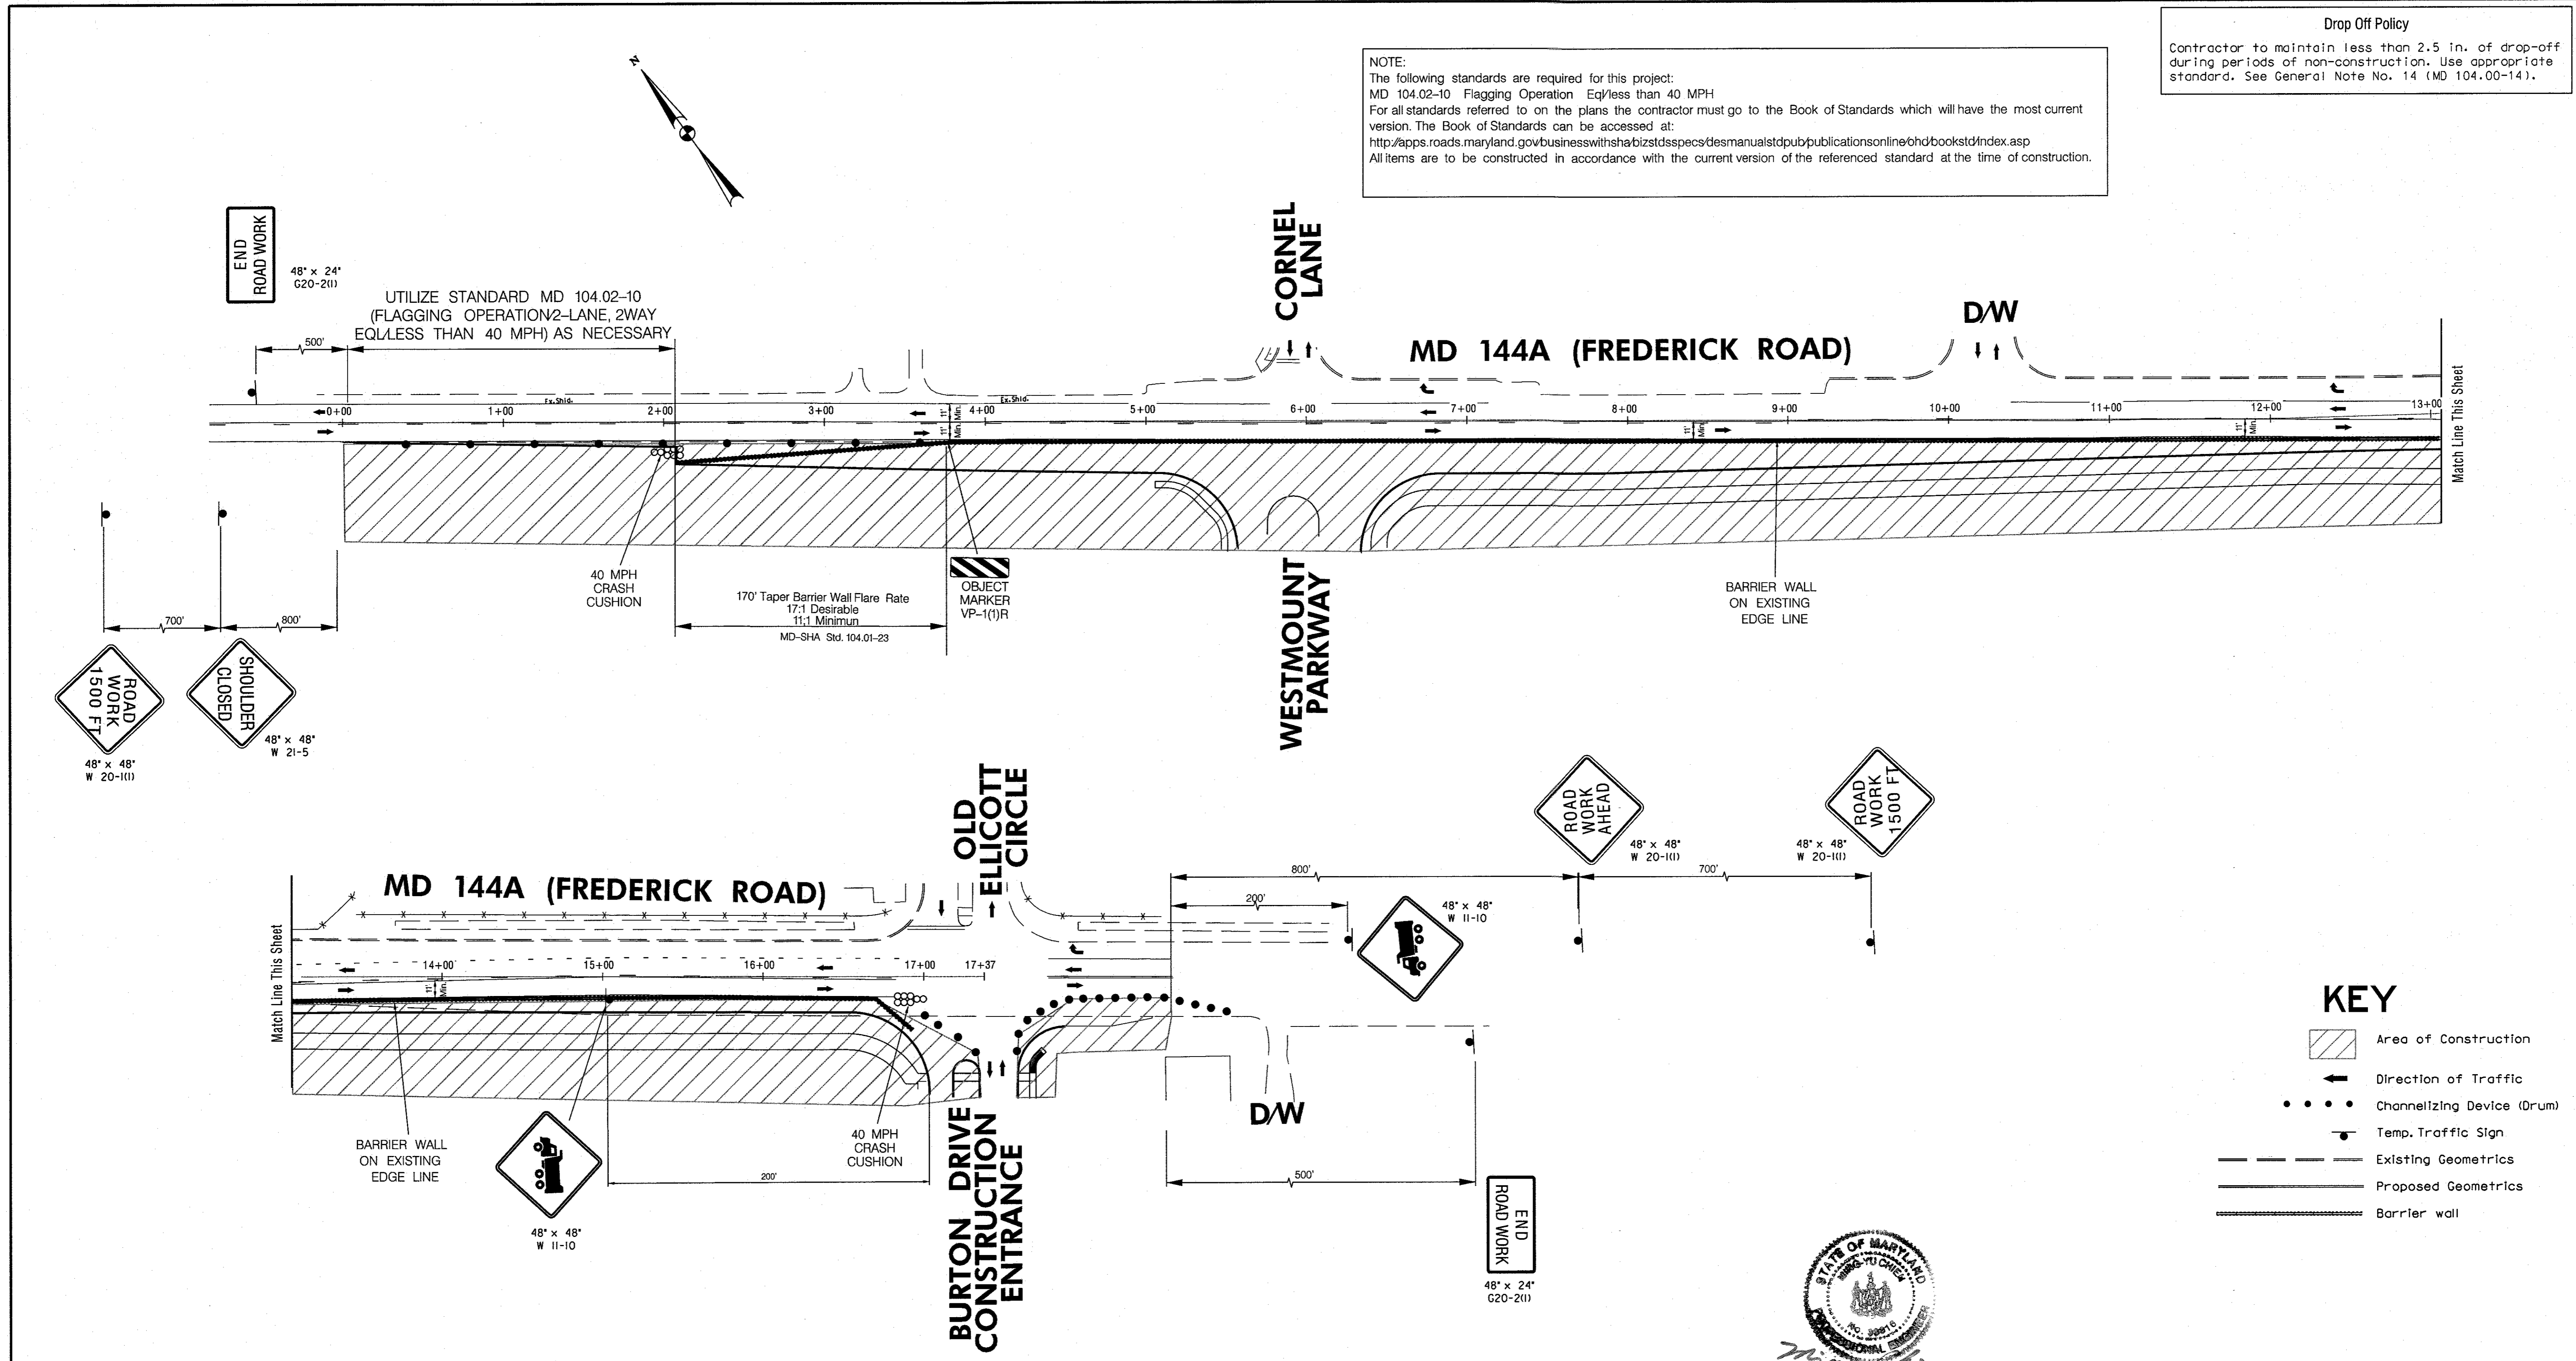 Drop Off Policy
Contractor to maintain less than 2.5 in. of drop-off
during periods of non-construction. Use appropriate
standard. See General Note No. 14 (MD 104.00-14).
NOTE:
The following standards are required for this project:
MD 104.02-10 Flagging Operation Eql/less than 40 MPH
For all standards referred to on the plans the contractor must go to the Book of Standards which will have the most current
version. The Book of Standards can be accessed at:
http://apps.roads.maryland.gov/businesswithsha/bizstdsspecs/desmanualstdpub/publicationsonline/ohd/bookstd/index.asp
All items are to be constructed in accordance with the current version of the referenced standard at the time of construction.
N
END
ROAD WORK
48" x 24"
G20-2(1)
UTILIZE STANDARD MD 104.02-10
(FLAGGING OPERATION/2-LANE, 2WAY
EQL/LESS THAN 40 MPH) AS NECESSARY
500'
CORNEL
LANE
MD 144A (FREDERICK ROAD)
D/W
Ex.Shld.
Ex.Shld.
0+00
1+00
2+00
3+00
4+00
5+00
6+00
7+00
8+00
9+00
10+00
11+00
12+00
13+00
11'
Min.
11'
Min.
11'
Min.
11'
Min.
Match Line This Sheet
40 MPH
CRASH
CUSHION
170' Taper Barrier Wall Flare Rate
17:1 Desirable
11:1 Minimun
MD-SHA Std. 104.01-23
OBJECT
MARKER
VP-1(1)R
WESTMOUNT
PARKWAY
BARRIER WALL
ON EXISTING
EDGE LINE
700'
800'
ROAD
WORK
1500 FT
48" x 48"
W 20-1(1)
SHOULDER
CLOSED
48" x 48"
W 21-5
MD 144A (FREDERICK ROAD)
OLD
ELLICOTT
CIRCLE
ROAD
WORK
AHEAD
48" x 48"
W 20-1(1)
ROAD
WORK
1500 FT
48" x 48"
W 20-1(1)
800'
700'
200'
48" x 48"
W 11-10
Match Line This Sheet
14+00
15+00
16+00
17+00
17+37
11'
Min.
BARRIER WALL
ON EXISTING
EDGE LINE
48" x 48"
W 11-10
40 MPH
CRASH
CUSHION
200'
BURTON DRIVE
CONSTRUCTION
ENTRANCE
D/W
500'
END
ROAD WORK
48" x 24"
G20-2(1)
KEY
Area of Construction
Direction of Traffic
Channelizing Device (Drum)
Temp. Traffic Sign
Existing Geometrics
Proposed Geometrics
Barrier wall
STATE OF MARYLAND
MING-YU CHIEN
PROFESSIONAL ENGINEER